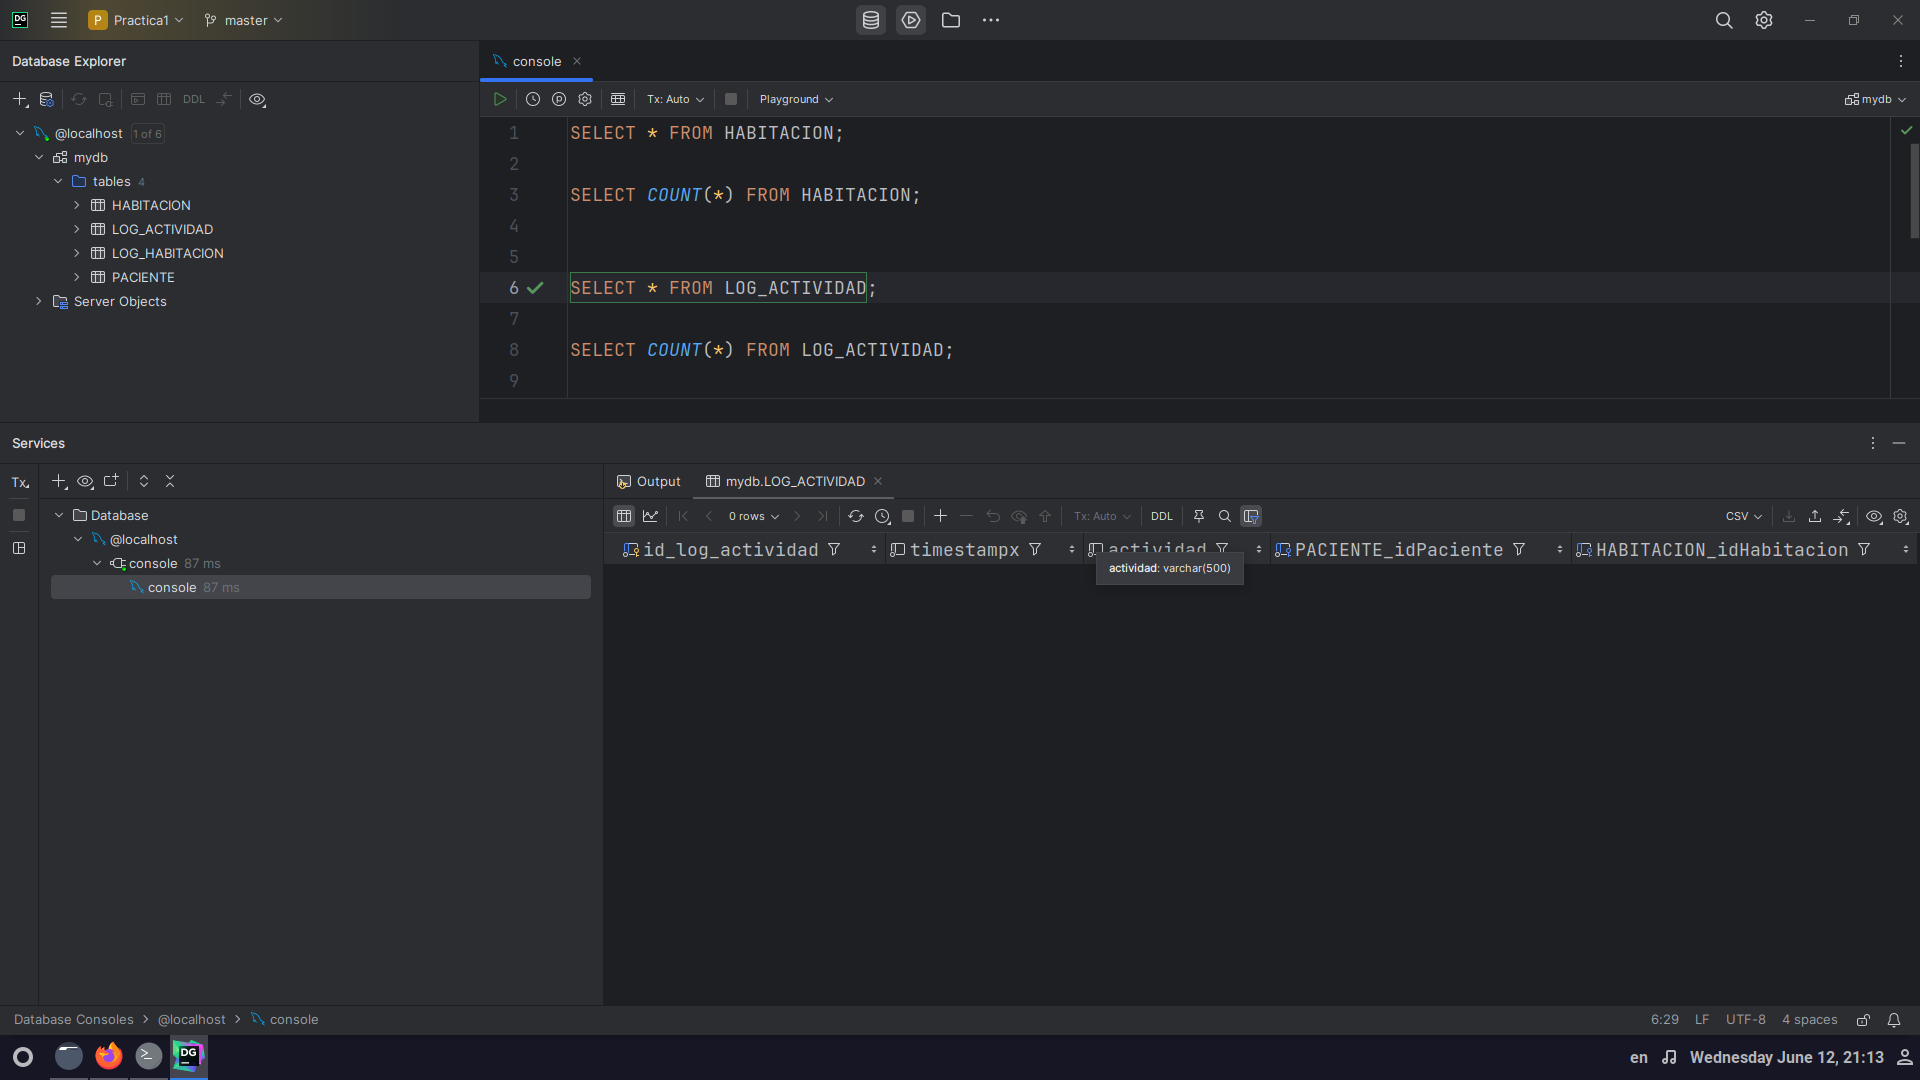 DG
P Practica1
master
Database Explorer
console
DDL
Tx: Auto
Playground
mydb
@localhost 1 of 6
mydb
tables 4
HABITACION
LOG_ACTIVIDAD
LOG_HABITACION
PACIENTE
Server Objects
1 SELECT * FROM HABITACION;
2
3 SELECT COUNT(*) FROM HABITACION;
4
5
6 SELECT * FROM LOG_ACTIVIDAD;
7
8 SELECT COUNT(*) FROM LOG_ACTIVIDAD;
9
Services
Tx
Output
mydb.LOG_ACTIVIDAD
0 rows
Tx: Auto
DDL
CSV
Database
@localhost
console 87 ms
console 87 ms
id_log_actividad
timestampx
actividad
PACIENTE_idPaciente
HABITACION_idHabitacion
actividad: varchar(500)
Database Consoles > @localhost > console
6:29 LF UTF-8 4 spaces
DG
en
Wednesday June 12, 21:13